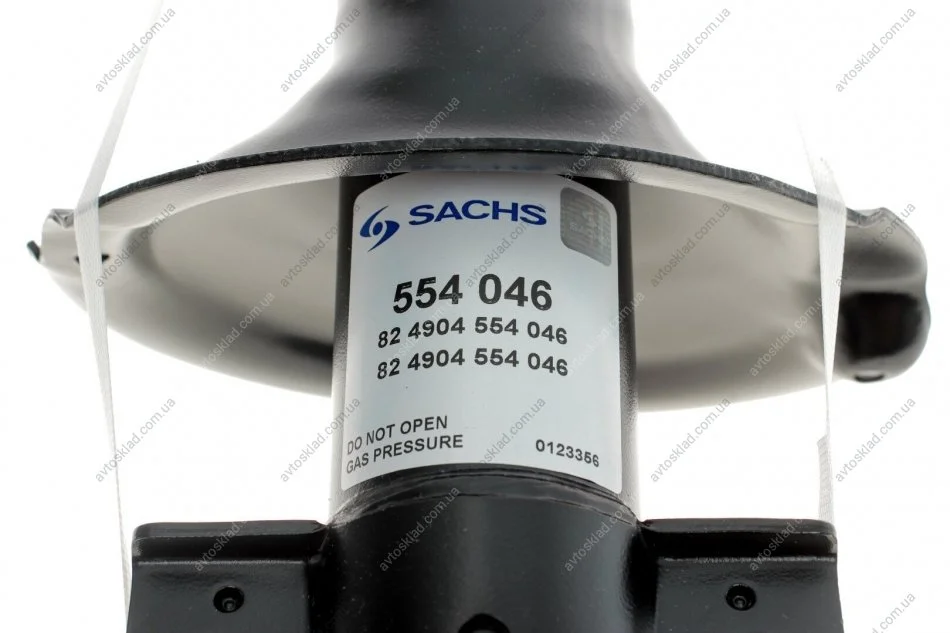 SACHS
554 046
82 4904 554 046
82 4904 554 046
DO NOT OPEN
GAS PRESSURE
0123356
avtosklad.com.ua